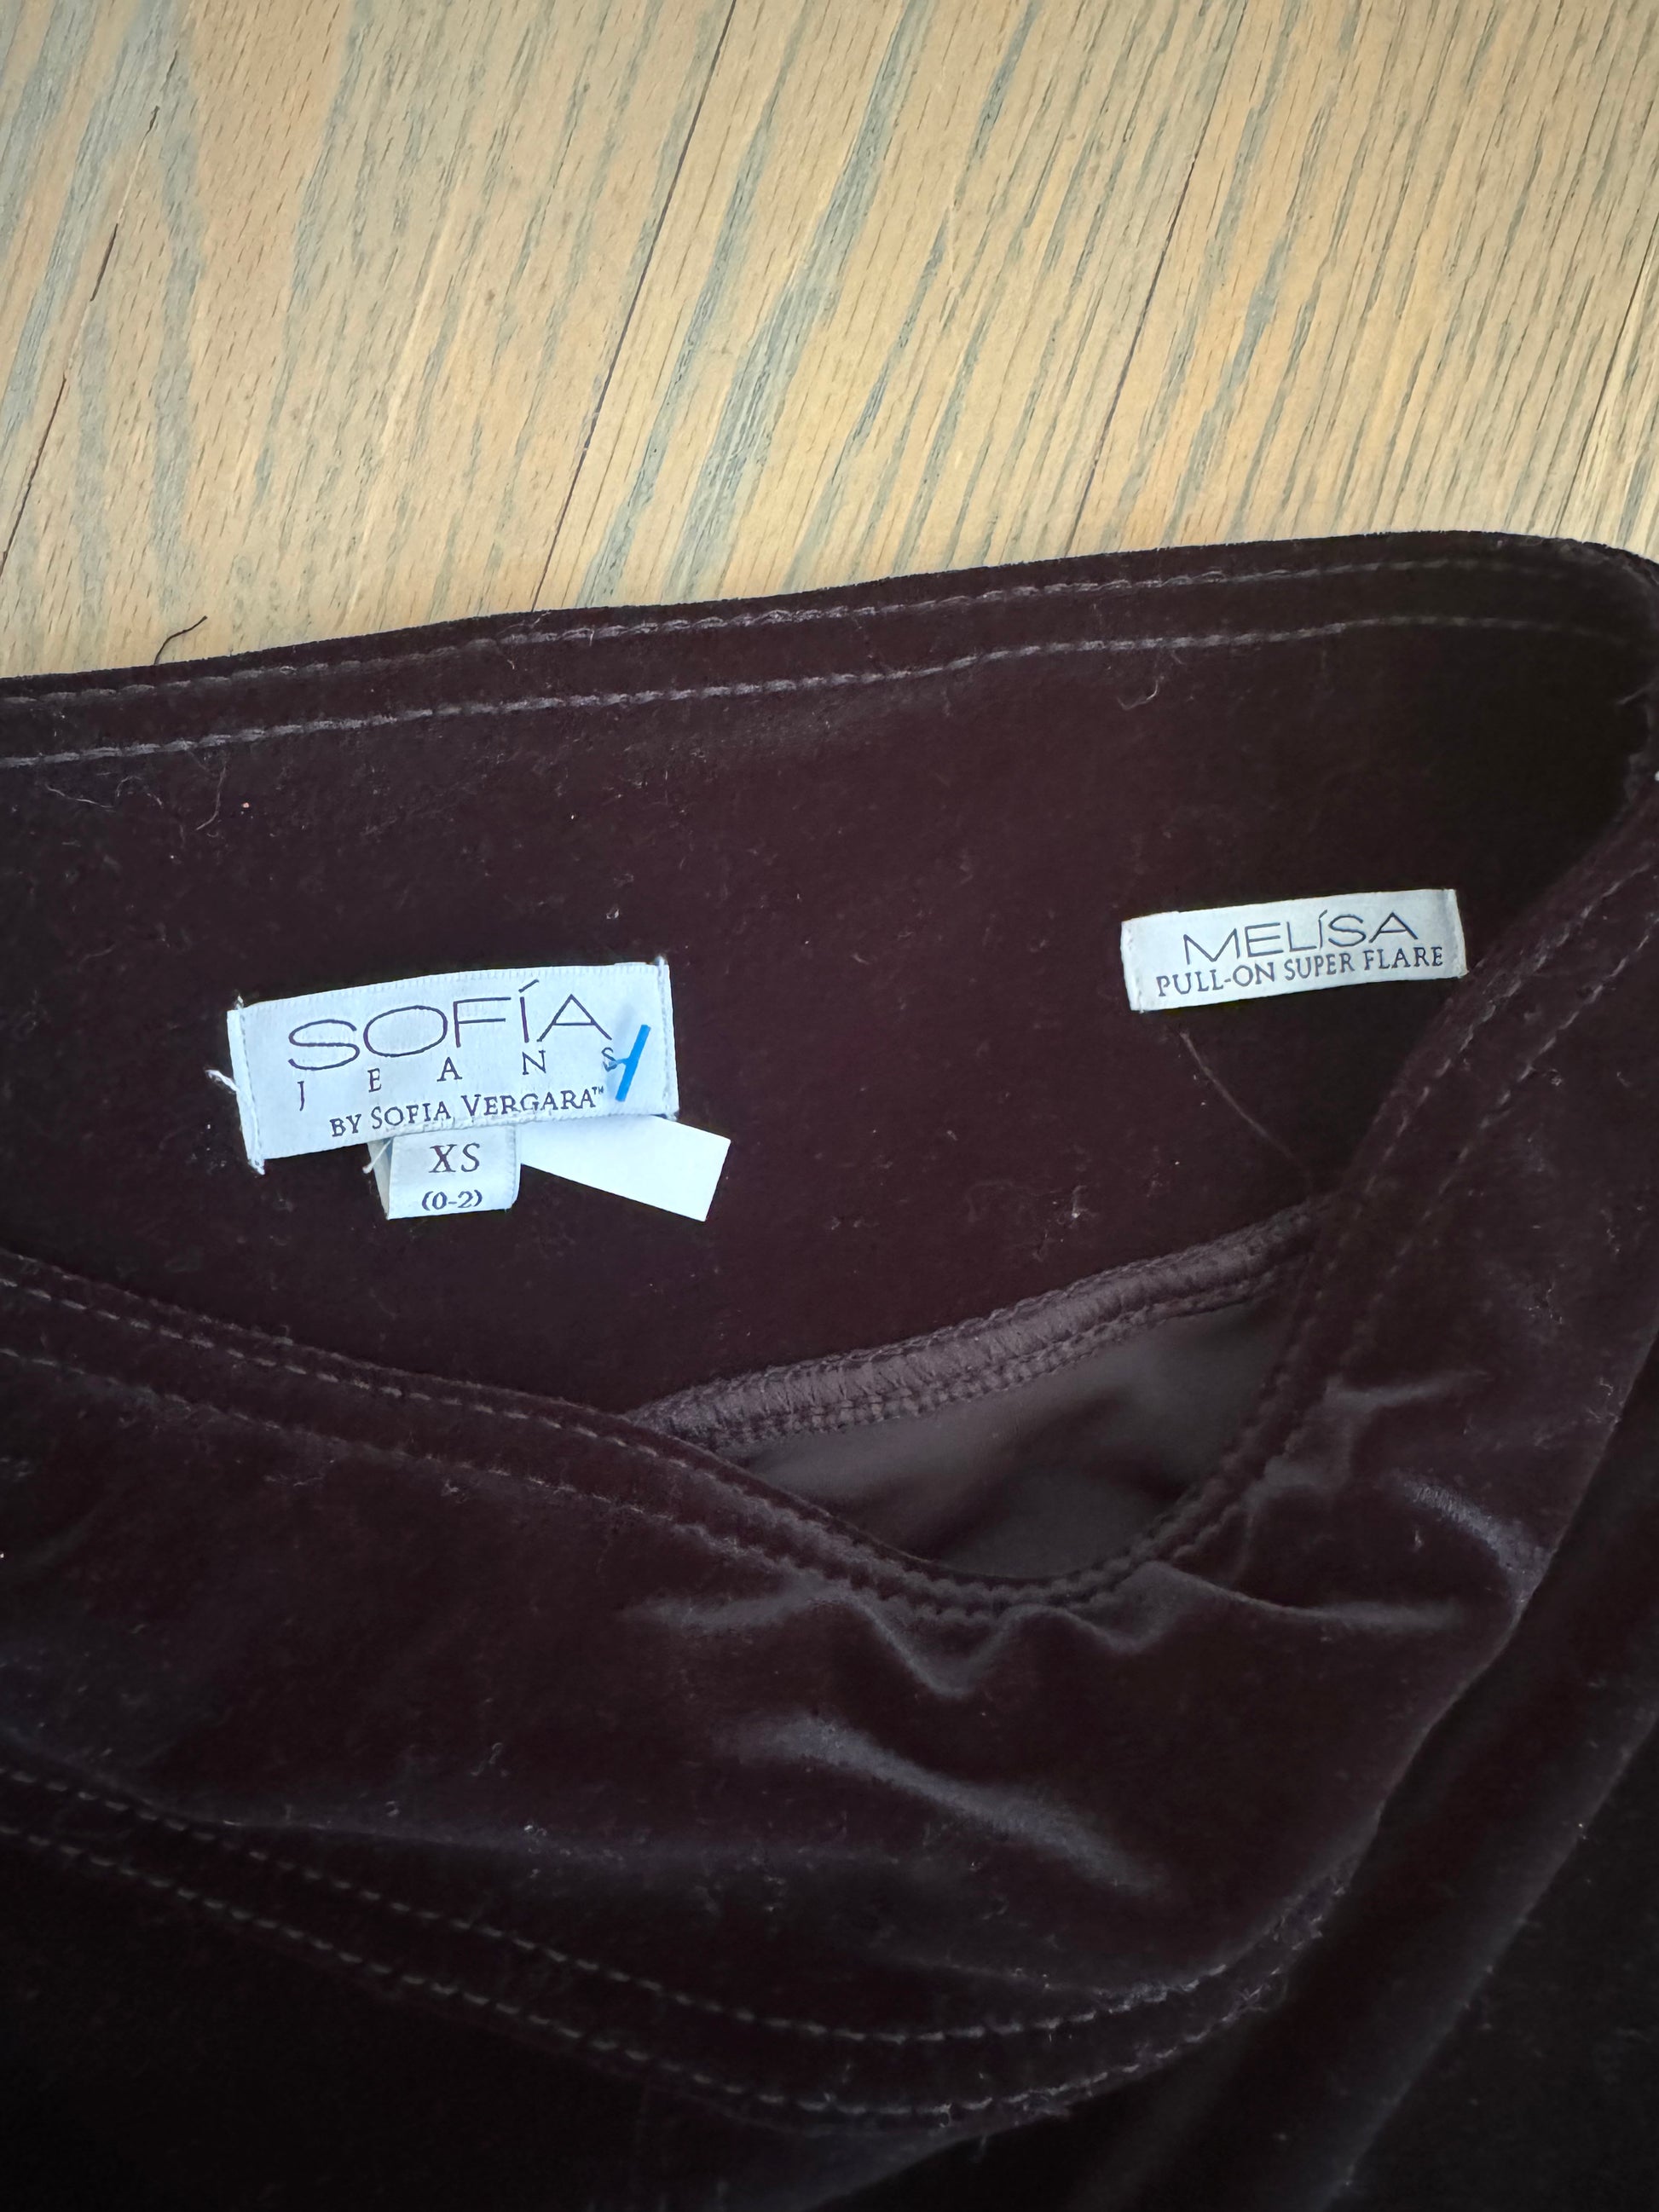 SOFÍA
JEANS
BY SOFIA VERGARA™
XS
(0-2)
MELÍSA
PULL-ON SUPER FLARE